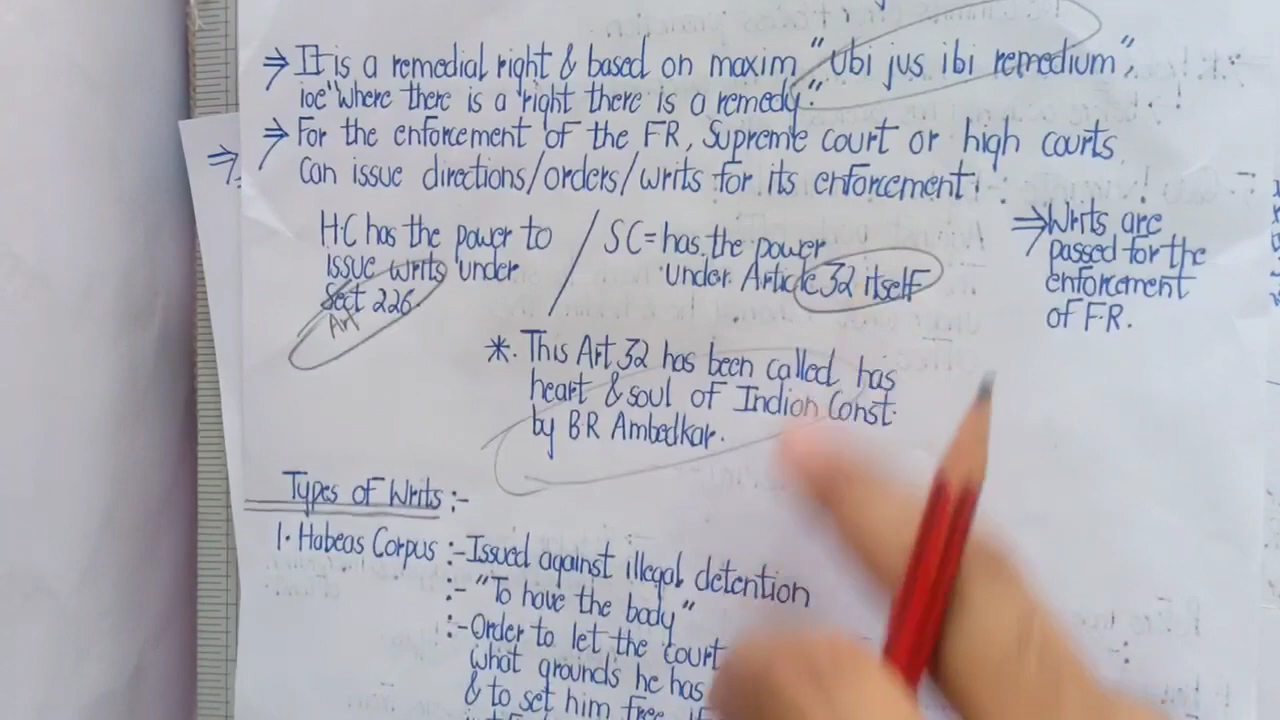 ⇒ It is a remedial right & based on maxim "Ubi jus ibi remedium",
ioe "where there is a right there is a remedy."
⇒ For the enforcement of the FR, Supreme court or high courts
can issue directions/orders/writs for its enforcement.
HC has the power to
issue writs under
Sect 226
Art
/
SC = has the power
under Article 32 itself
⇒ Writs are
passed for the
enforcement
of FR.
*. This Art 32 has been called has
heart & soul of Indian Const.
by B.R Ambedkar.
Types of Writs :-
1. Habeas Corpus :- Issued against illegal detention
:- "To have the body"
:- Order to let the court
what grounds he has
& to set him free